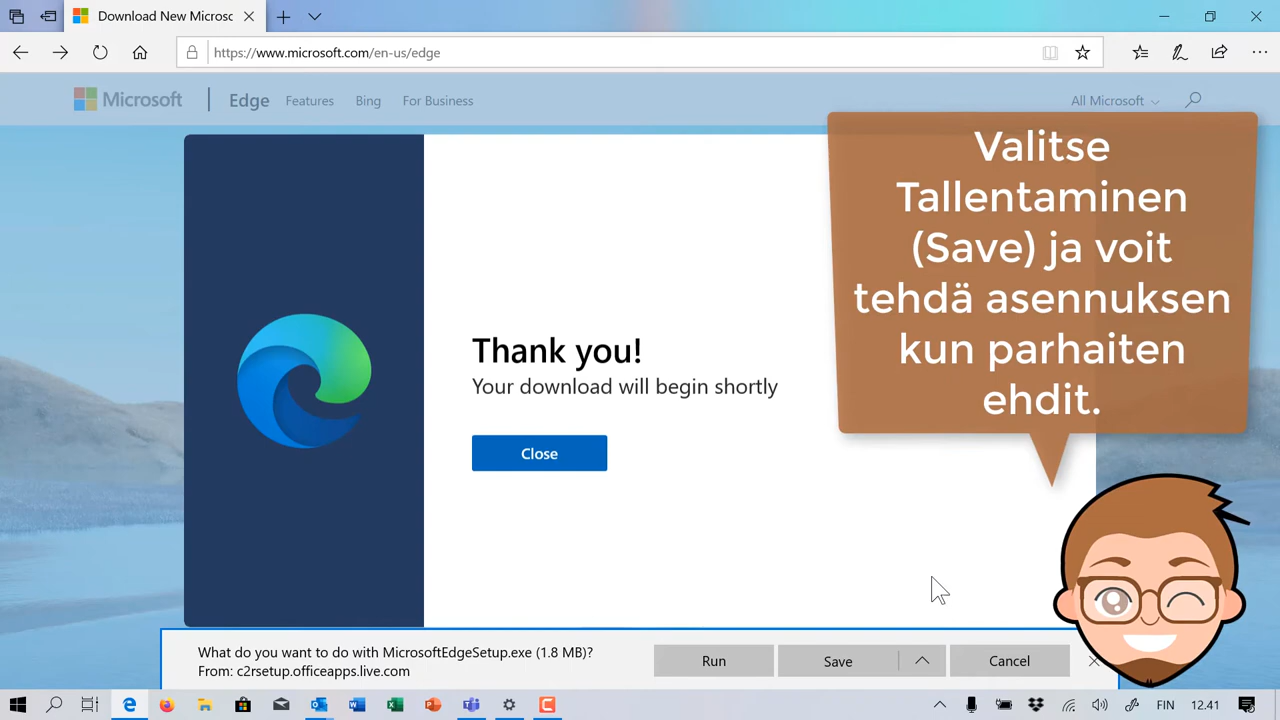 Download New Microsc
https://www.microsoft.com/en-us/edge
Microsoft Edge Features Bing For Business All Microsoft
Valitse
Tallentaminen
(Save) ja voit
tehdä asennuksen
kun parhaiten
ehdit.
Thank you!
Your download will begin shortly
Close
What do you want to do with MicrosoftEdgeSetup.exe (1.8 MB)?
From: c2rsetup.officeapps.live.com
Run Save Cancel
FIN 12.41